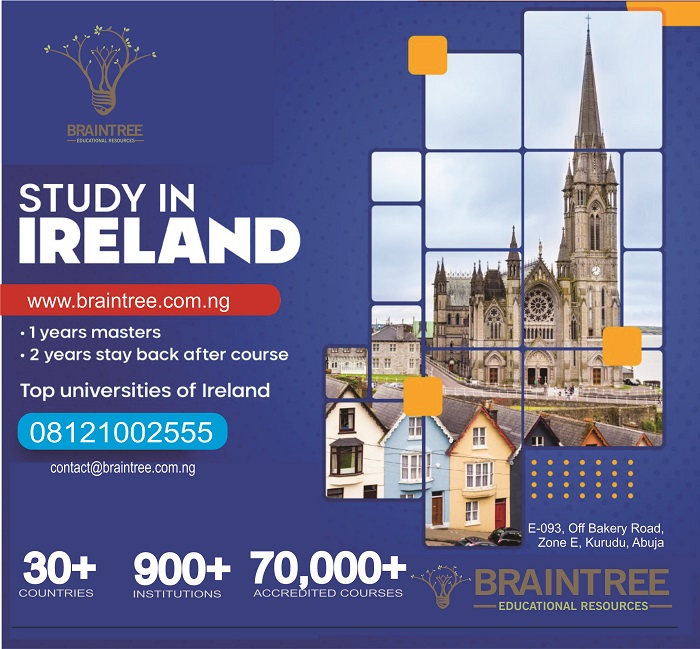 BRAINTREE
EDUCATIONAL RESOURCES
STUDY IN
IRELAND
www.braintree.com.ng
• 1 years masters
• 2 years stay back after course
Top universities of Ireland
08121002555
contact@braintree.com.ng
E-093, Off Bakery Road,
Zone E, Kurudu, Abuja
30+
COUNTRIES
900+
INSTITUTIONS
70,000+
ACCREDITED COURSES
BRAINTREE
EDUCATIONAL RESOURCES